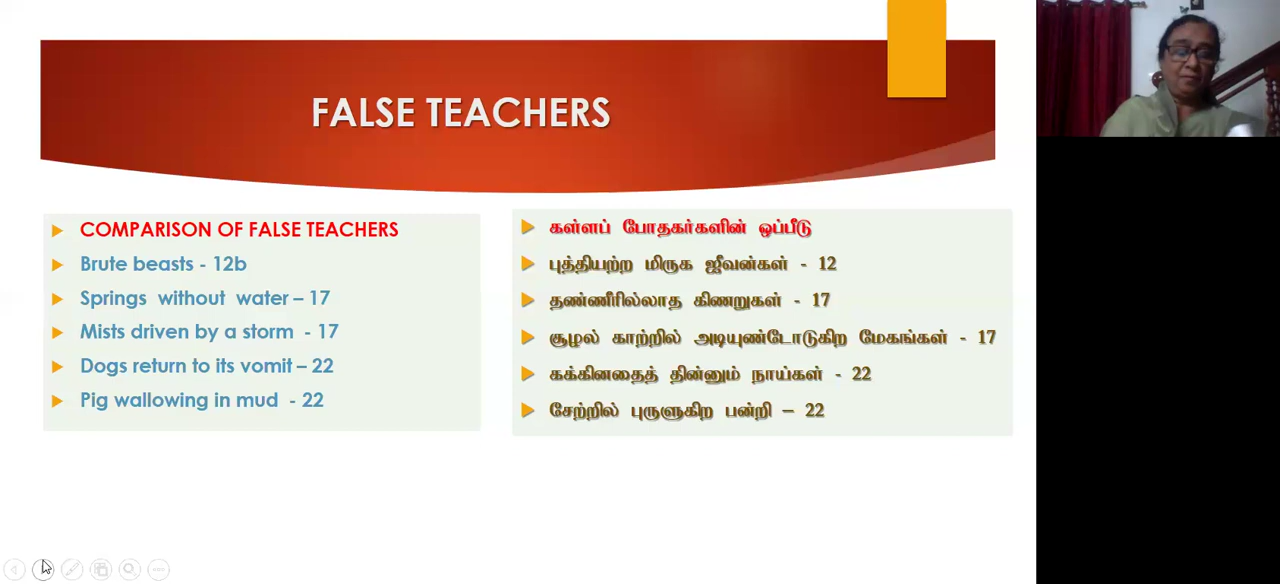 FALSE TEACHERS
COMPARISON OF FALSE TEACHERS
Brute beasts - 12b
Springs without water – 17
Mists driven by a storm - 17
Dogs return to its vomit – 22
Pig wallowing in mud - 22
கள்ளப் போதகர்களின் ஒப்பீடு
புத்தியற்ற மிருக ஜீவன்கள் - 12
தண்ணீரில்லாத கிணறுகள் - 17
சூழல் காற்றில் அடியுண்டோடுகிற மேகங்கள் - 17
கக்கினதைத் தின்னும் நாய்கள் - 22
சேற்றில் புருளுகிற பன்றி – 22